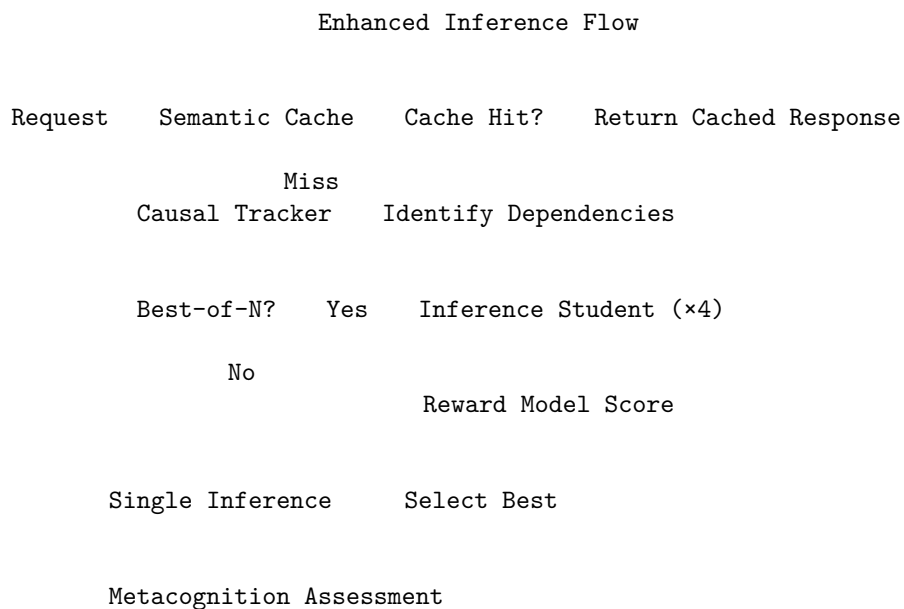 Enhanced Inference Flow
Request Semantic Cache Cache Hit? Return Cached Response
Miss
Causal Tracker Identify Dependencies
Best-of-N? Yes Inference Student (×4)
No
Reward Model Score
Single Inference Select Best
Metacognition Assessment